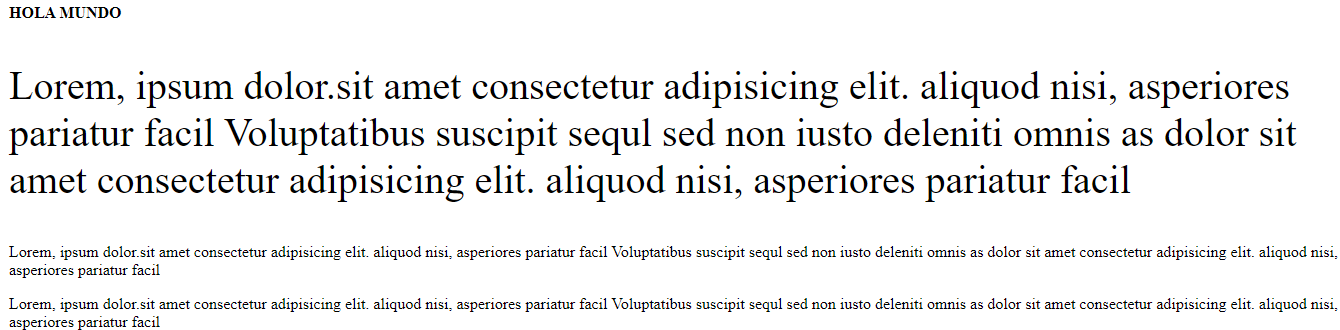 HOLA MUNDO
Lorem, ipsum dolor.sit amet consectetur adipisicing elit. aliquod nisi, asperiores
pariatur facil Voluptatibus suscipit sequl sed non iusto deleniti omnis as dolor sit
amet consectetur adipisicing elit. aliquod nisi, asperiores pariatur facil
Lorem, ipsum dolor.sit amet consectetur adipisicing elit. aliquod nisi, asperiores pariatur facil Voluptatibus suscipit sequl sed non iusto deleniti omnis as dolor sit amet consectetur adipisicing elit. aliquod nisi,
asperiores pariatur facil
Lorem, ipsum dolor.sit amet consectetur adipisicing elit. aliquod nisi, asperiores pariatur facil Voluptatibus suscipit sequl sed non iusto deleniti omnis as dolor sit amet consectetur adipisicing elit. aliquod nisi,
asperiores pariatur facil